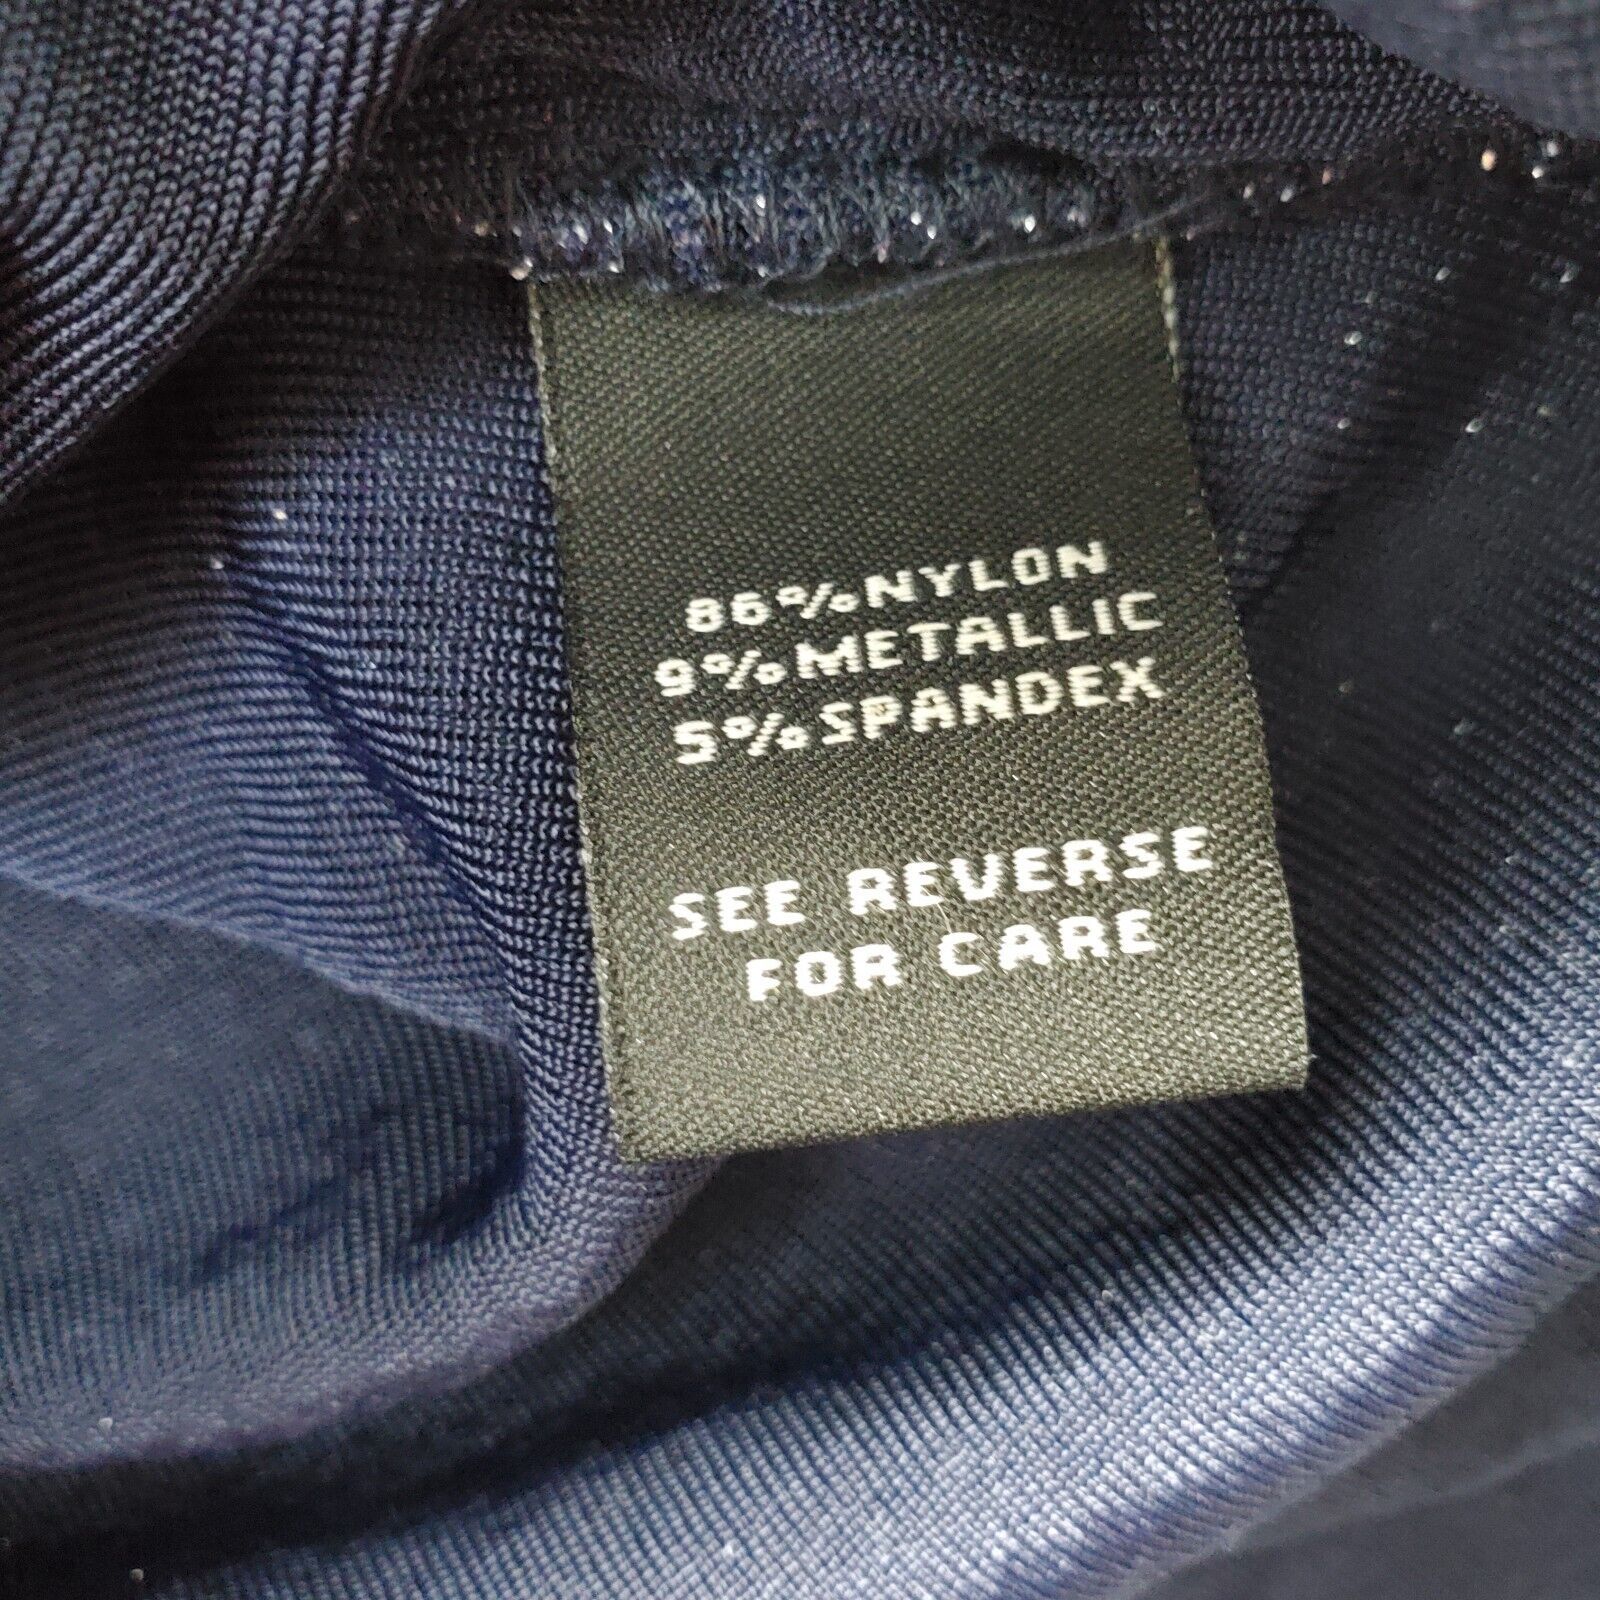 86%NYLON
9%METALLIC
5%SPANDEX
SEE REVERSE
FOR CARE